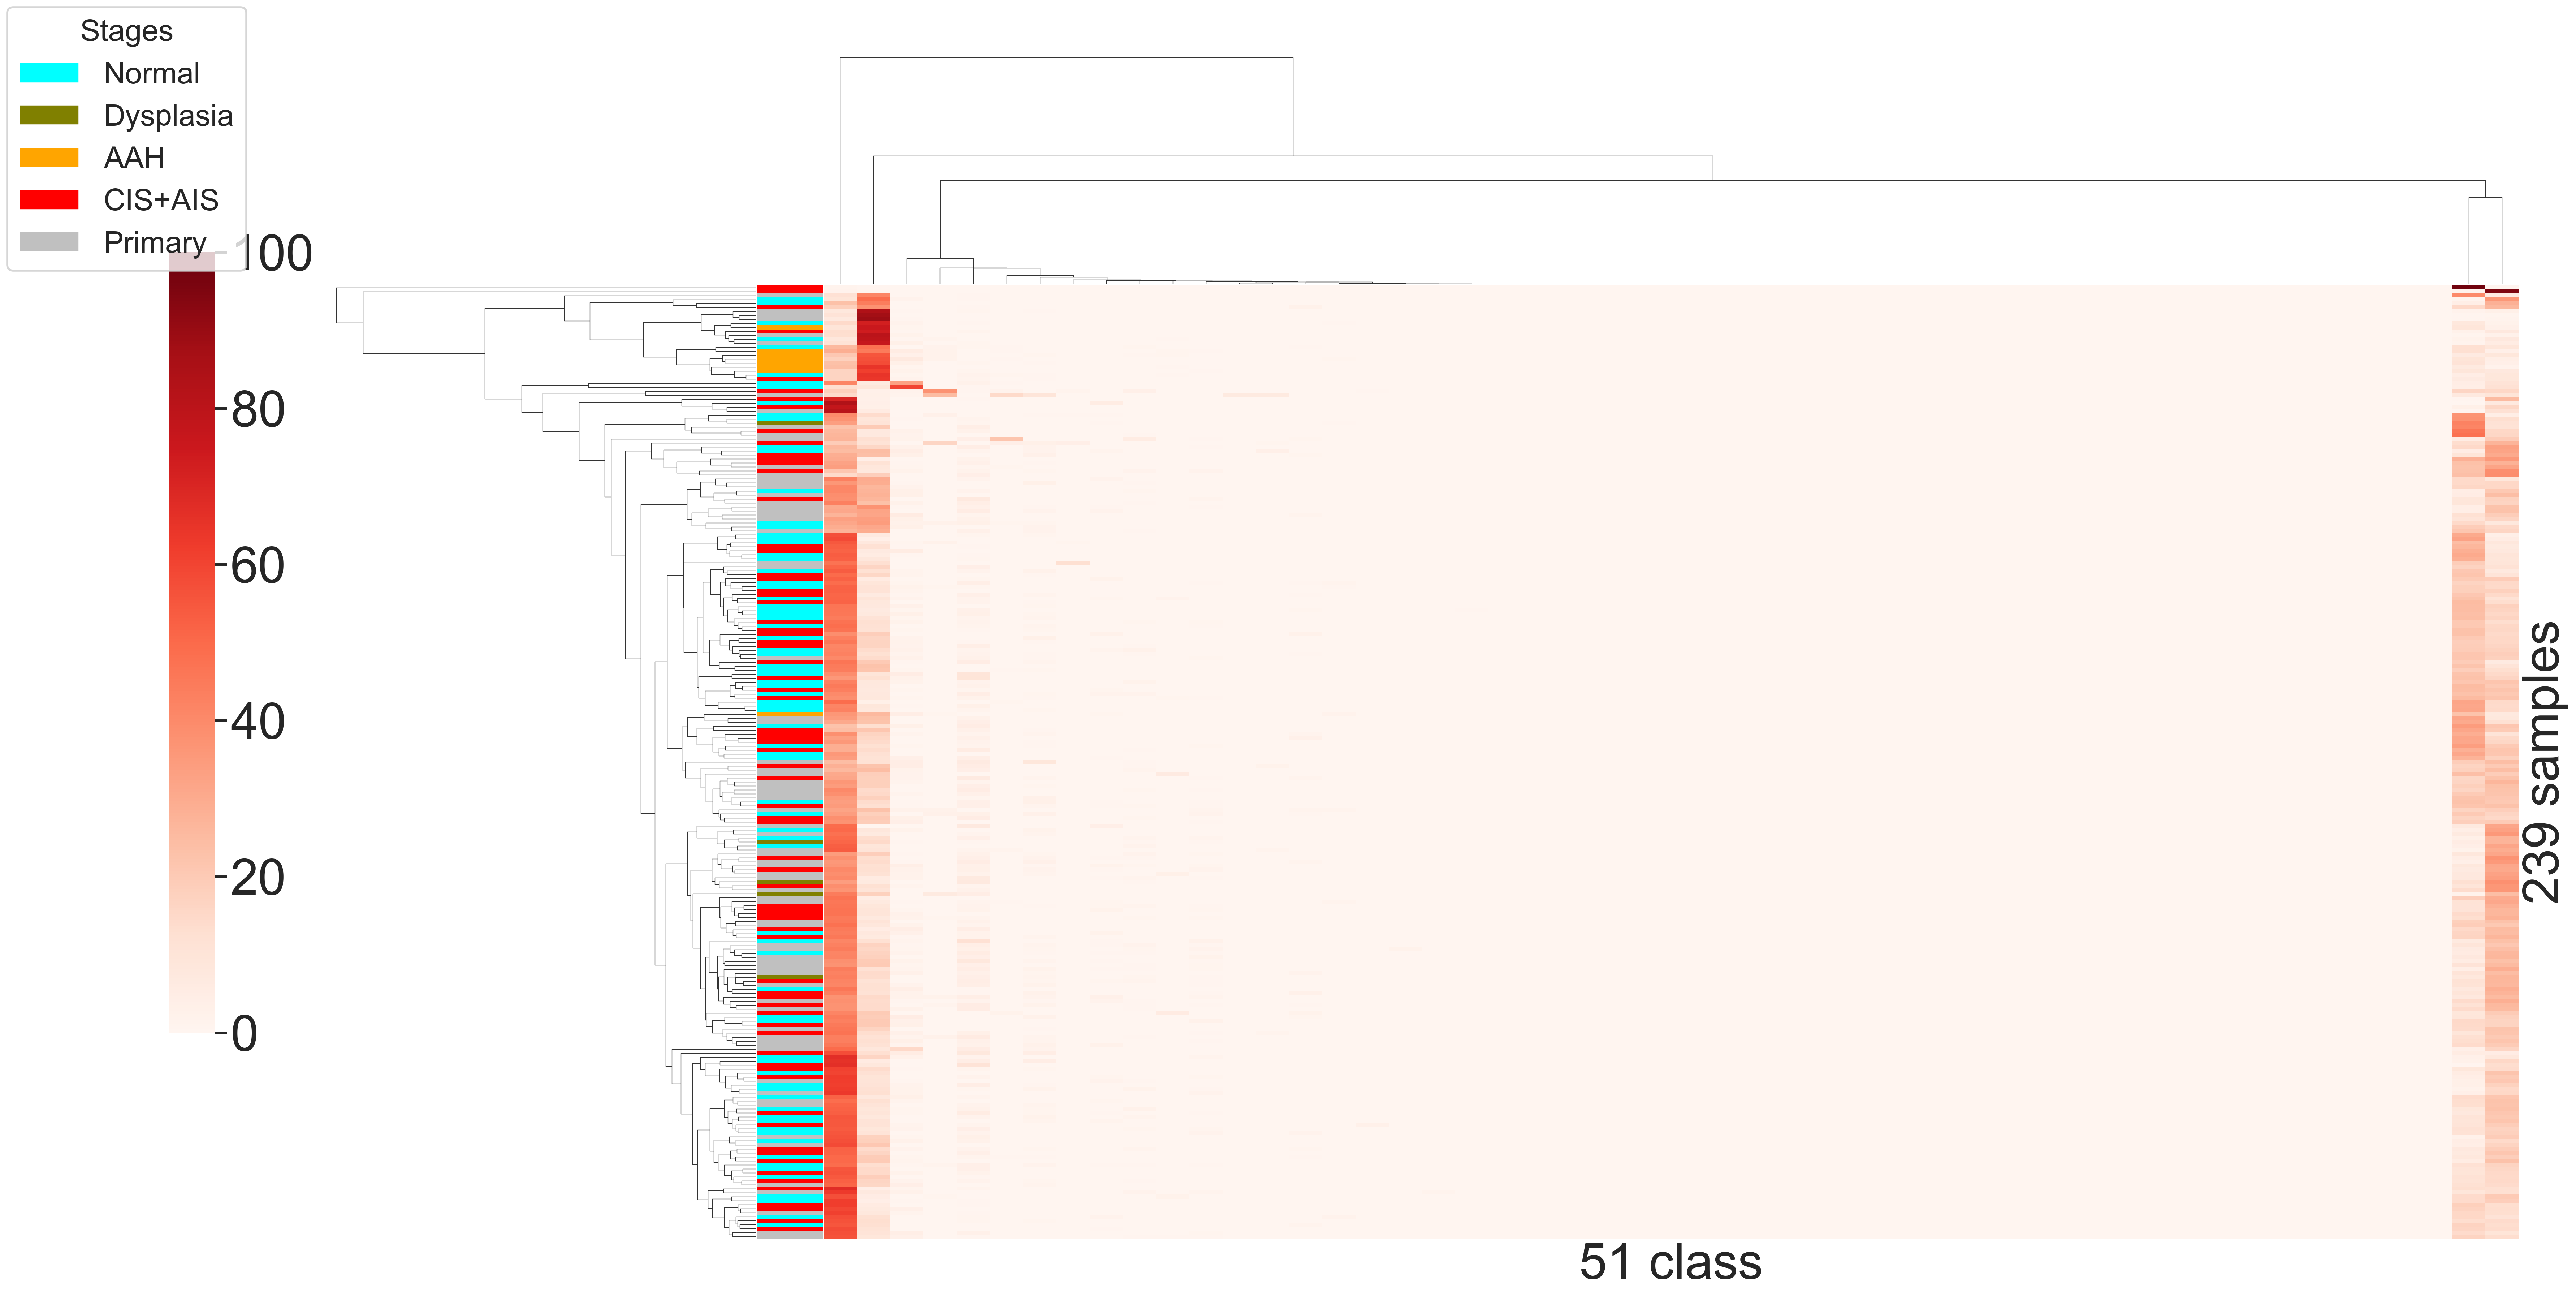 Stages
Normal
Dysplasia
AAH
CIS+AIS
Primary
100
80
60
40
20
0
239 samples
51 class